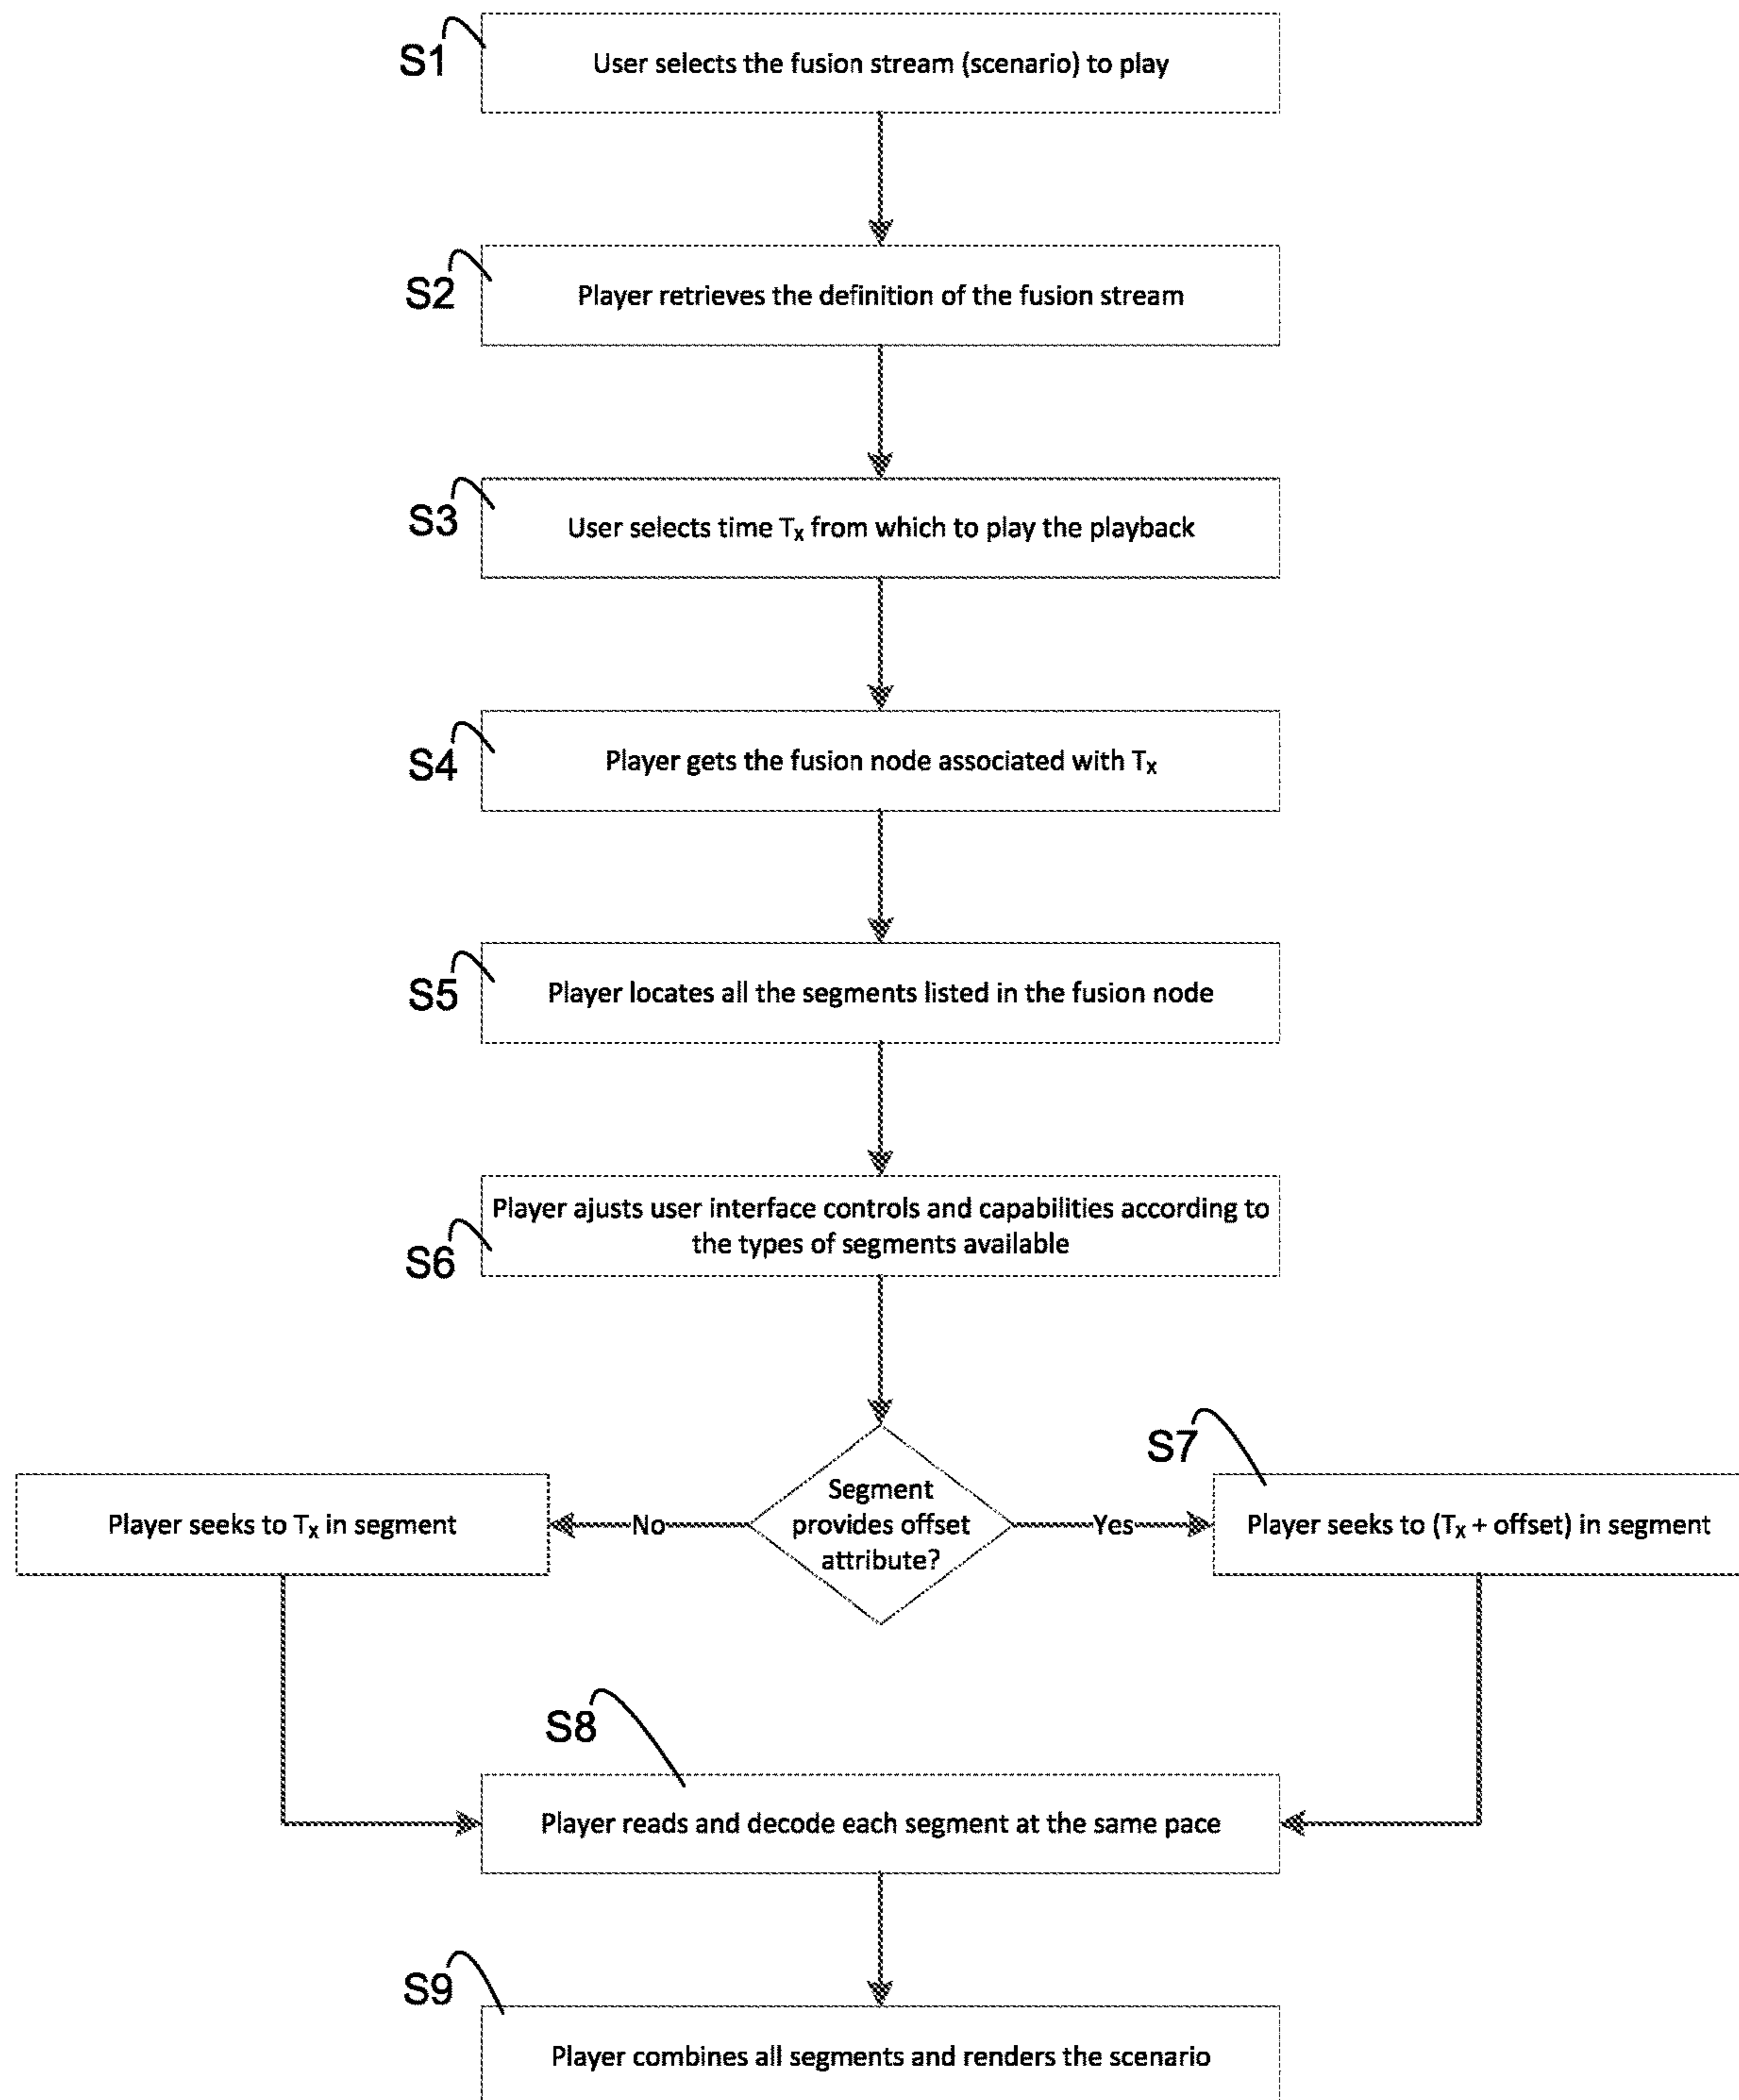 S1
User selects the fusion stream (scenario) to play
S2
Player retrieves the definition of the fusion stream
S3
User selects time Tx from which to play the playback
S4
Player gets the fusion node associated with Tx
S5
Player locates all the segments listed in the fusion node
S6
Player ajusts user interface controls and capabilities according to
the types of segments available
Segment
provides offset
attribute?
No
Yes
Player seeks to Tx in segment
S7
Player seeks to (Tx + offset) in segment
S8
Player reads and decode each segment at the same pace
S9
Player combines all segments and renders the scenario